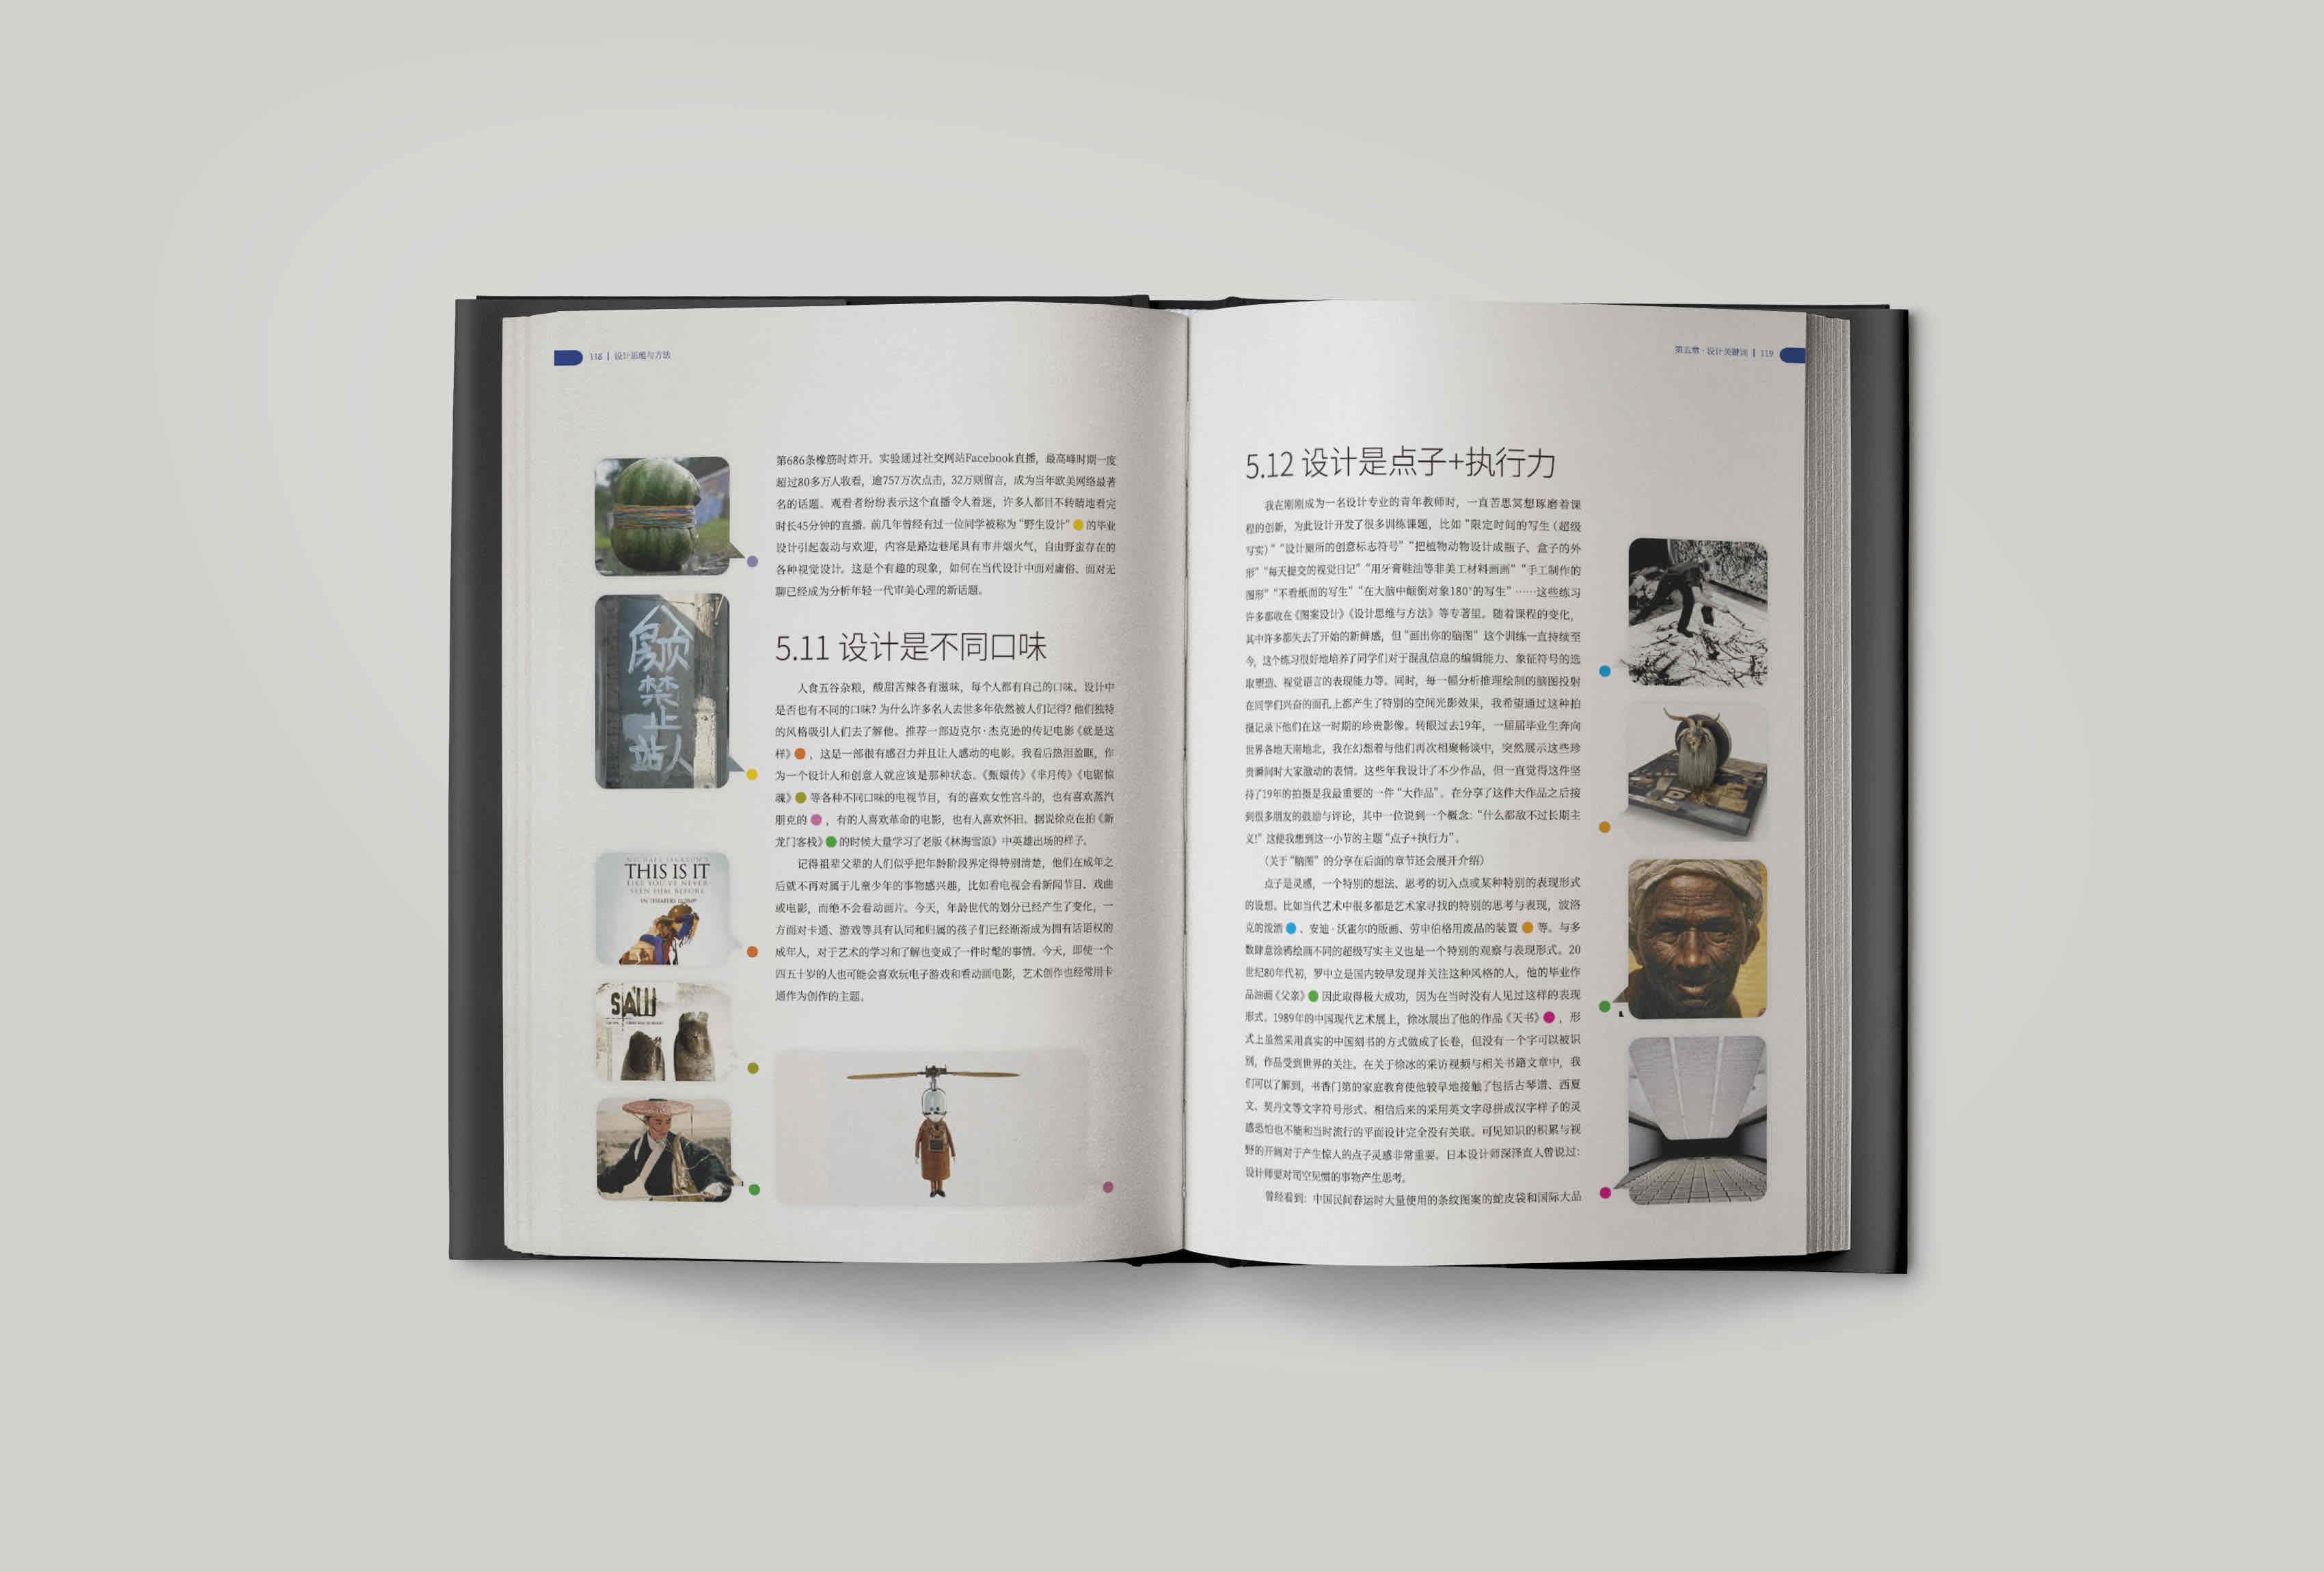 118 | 设计思维与方法
第686条橡筋时炸开。实验通过社交网站Facebook直播，最高峰时期一度
超过80多万人收看，逾757万次点击，32万则留言，成为当年欧美网络最著
名的话题。观看者纷纷表示这个直播令人着迷，许多人都目不转睛地看完
时长45分钟的直播。前几年曾经有过一位同学被称为“野生设计”的毕业
设计引起轰动与欢迎，内容是路边巷尾具有市井烟火气，自由野蛮存在的
各种视觉设计。这是个有趣的现象，如何在当代设计中面对庸俗、面对无
聊已经成为分析年轻一代审美心理的新话题。
5.11 设计是不同口味
人食五谷杂粮，酸甜苦辣各有滋味，每个人都有自己的口味。设计中
是否也有不同的口味？为什么许多名人去世多年依然被人们记得？他们独特
的风格吸引人们去了解他。推荐一部迈克尔·杰克逊的传记电影《就是这
样》，这是一部很有感召力并且让人感动的电影。我看后热泪盈眶，作
为一个设计人和创意人就应该是那种状态。《甄嬛传》《芈月传》《电锯惊
魂》等各种不同口味的电视节目，有的喜欢女性宫斗的，也有喜欢蒸汽
朋克的，有的人喜欢革命的电影，也有人喜欢怀旧。据说徐克在拍《新
龙门客栈》的时候大量学习了老版《林海雪原》中英雄出场的样子。
记得祖辈父辈的人们似乎把年龄阶段界定得特别清楚，他们在成年之
后就不再对属于儿童少年的事物感兴趣，比如看电视会看新闻节目、戏曲
或电影，而绝不会看动画片。今天，年龄世代的划分已经产生了变化，一
方面对卡通、游戏等具有认同和归属的孩子们已经渐渐成为拥有话语权的
成年人，对于艺术的学习和了解也变成了一件时髦的事情。今天，即使一个
四五十岁的人也可能会喜欢玩电子游戏和看动画电影，艺术创作也经常用卡
通作为创作的主题。
禁
止
站人
MICHAEL JACKSON'S
THIS IS IT
LIKE YOU'VE NEVER
SEEN HIM BEFORE
SAW
第五章·设计关键词 | 119
5.12 设计是点子+执行力
我在刚刚成为一名设计专业的青年教师时，一直苦思冥想琢磨着课
程的创新，为此设计开发了很多训练课题，比如“限定时间的写生（超级
写实）”“设计厕所的创意标志符号”“把植物动物设计成瓶子、盒子的外
形”“每天提交的视觉日记”“用牙膏鞋油等非美工材料画画”“手工制作的
图形”“不看纸面的写生”“在大脑中颠倒对象180°的写生”……这些练习
许多都收在《图案设计》《设计思维与方法》等专著里。随着课程的变化，
其中许多都失去了开始的新鲜感，但“画出你的脑图”这个训练一直持续至
今，这个练习很好地培养了同学们对于混乱信息的编辑能力、象征符号的选
取塑造、视觉语言的表现能力等。同时，每一幅分析推理绘制的脑图投射
在同学们兴奋的面孔上都产生了特别的空间光影效果，我希望通过这种拍
摄记录下他们在这一时期的珍贵影像。转眼过去19年，一届届毕业生奔向
世界各地天南地北，我在幻想着与他们再次相聚畅谈中，突然展示这些珍
贵瞬间时大家激动的表情。这些年我设计了不少作品，但一直觉得这件坚
持了19年的拍摄是我最重要的一件“大作品”。在分享了这件大作品之后接
到很多朋友的鼓励与评论，其中一位说到一个概念：“什么都敌不过长期主
义！”这使我想到这一小节的主题“点子+执行力”。
（关于“脑图”的分享在后面的章节还会展开介绍）
点子是灵感，一个特别的想法、思考的切入点或某种特别的表现形式
的设想。比如当代艺术中很多都是艺术家寻找的特别的思考与表现，波洛
克的泼洒、安迪·沃霍尔的版画、劳申伯格用废品的装置等。与多
数肆意涂鸦绘画不同的超级写实主义也是一个特别的观察与表现形式。20
世纪80年代初，罗中立是国内较早发现并关注这种风格的人，他的毕业作
品油画《父亲》因此取得极大成功，因为在当时没有人见过这样的表现
形式。1989年的中国现代艺术展上，徐冰展出了他的作品《天书》，形
式上虽然采用真实的中国刻书的方式做成了长卷，但没有一个字可以被识
别，作品受到世界的关注。在关于徐冰的采访视频与相关书籍文章中，我
们可以了解到，书香门第的家庭教育使他较早地接触了包括古琴谱、西夏
文、契丹文等文字符号形式。相信后来的采用英文字母拼成汉字样子的灵
感恐怕也不能和当时流行的平面设计完全没有关联。可见知识的积累与视
野的开阔对于产生惊人的点子灵感非常重要。日本设计师深泽直人曾说过：
设计师要对司空见惯的事物产生思考。
曾经看到：中国民间春运时大量使用的条纹图案的蛇皮袋和国际大品